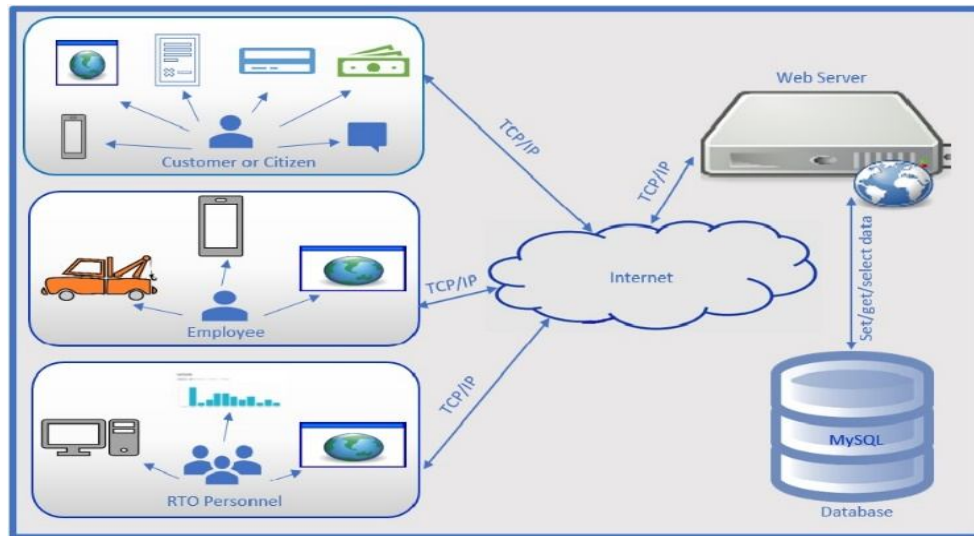 Customer or Citizen
TCP/IP
Web Server
TCP/IP
Employee
TCP/IP
Internet
Set/get/select data
RTO Personnel
TCP/IP
MySQL
Database